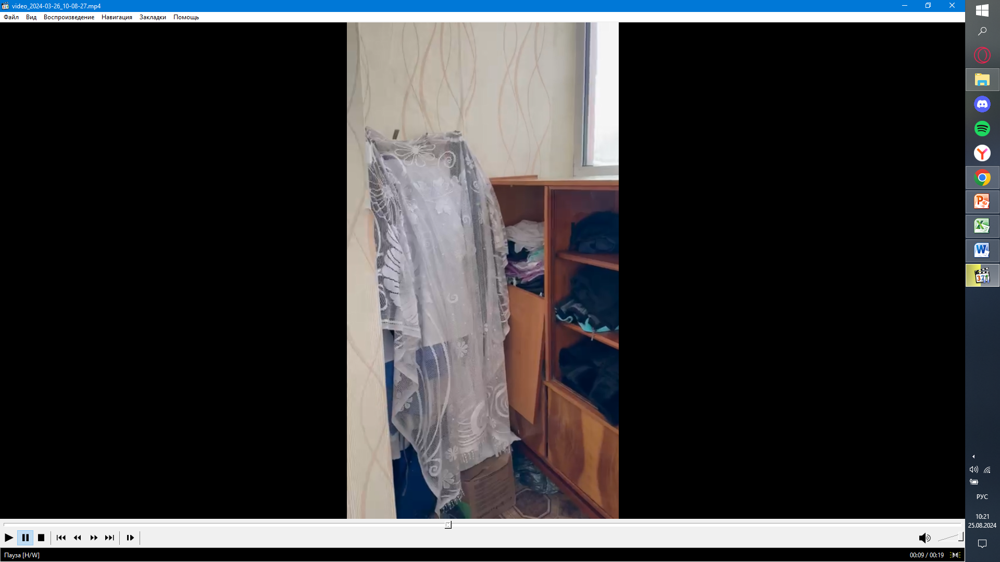 video_2024-03-26_10-08-27.mp4
Файл Вид Воспроизведение Навигация Закладки Помощь
Пауза [H/W]
00:09 / 00:19
РУС
10:21
25.08.2024